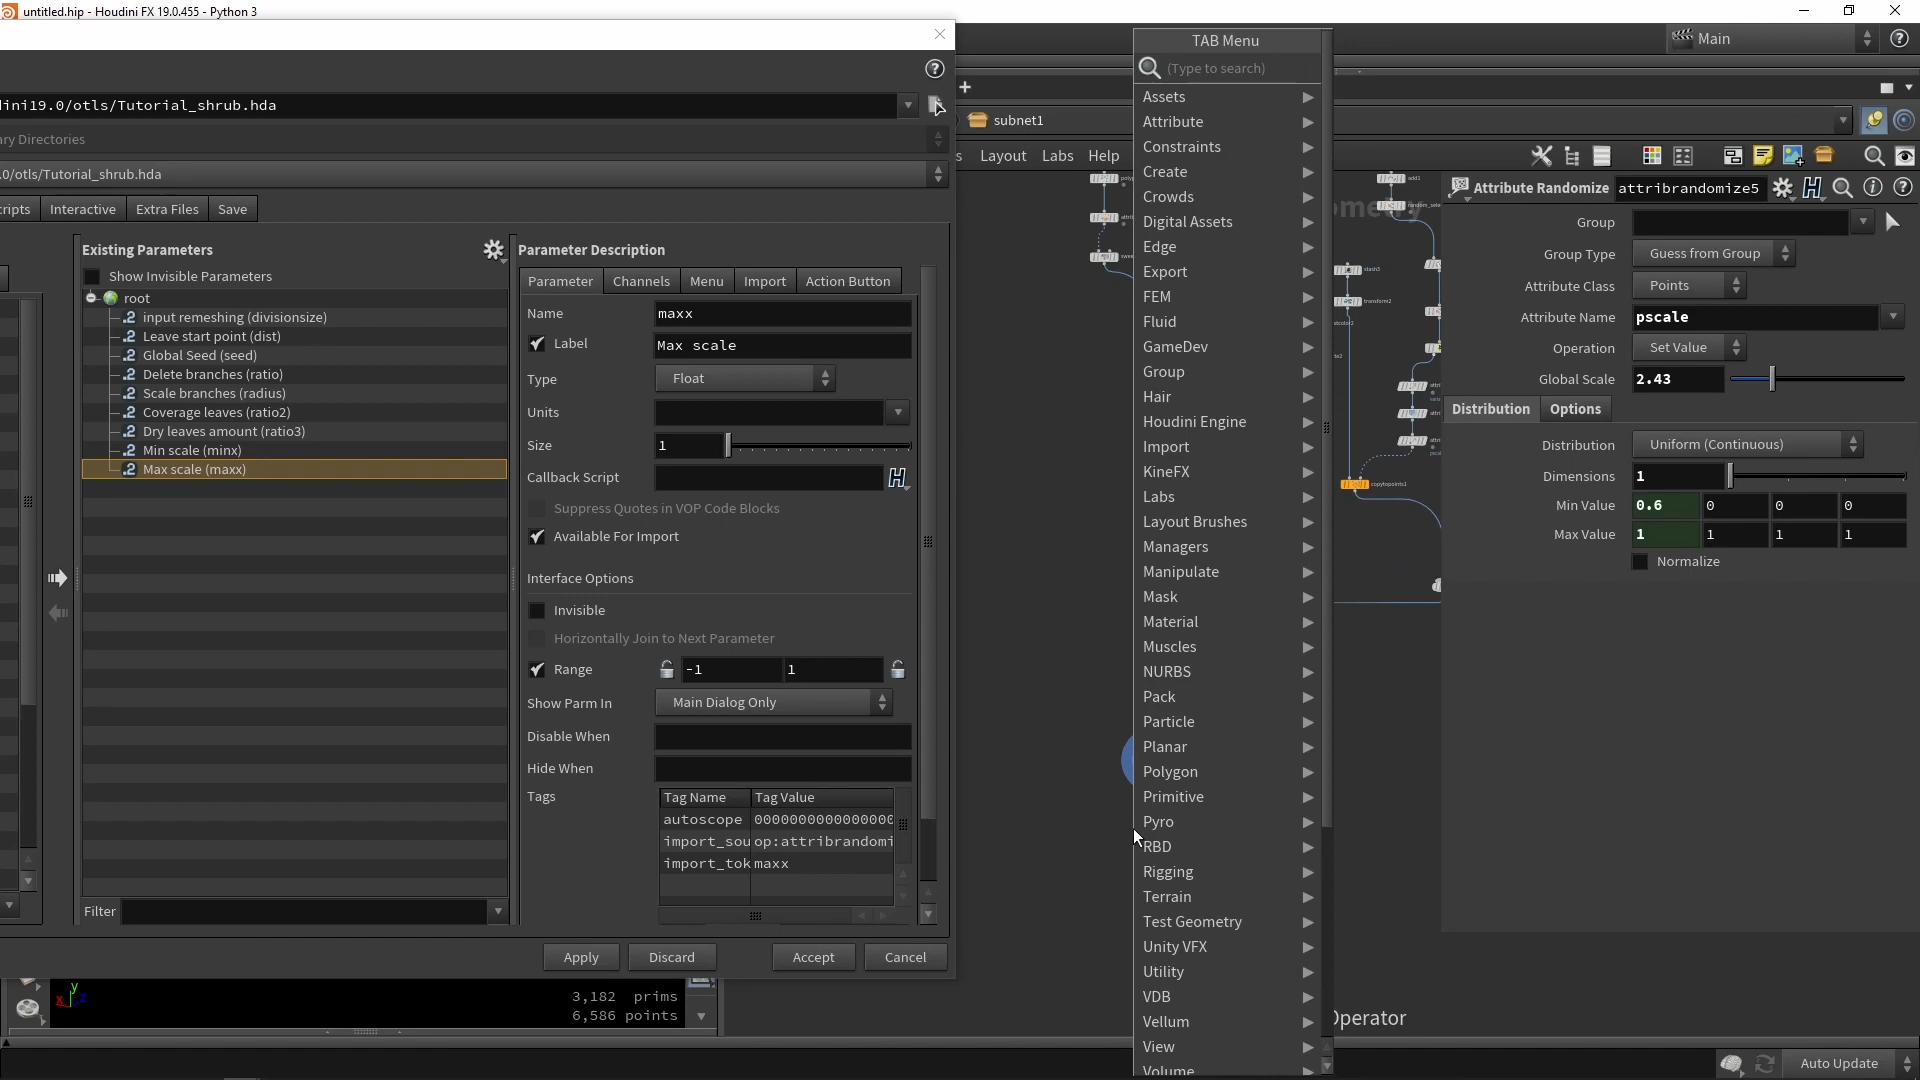 untitled.hip - Houdini FX 19.0.455 - Python 3
Main
ini19.0/otls/Tutorial_shrub.hda
subnet1
ary Directories
Layout Labs Help
.0/otls/Tutorial_shrub.hda
ripts Interactive Extra Files Save
Existing Parameters
Show Invisible Parameters
root
input remeshing (divisionsize)
Leave start point (dist)
Global Seed (seed)
Delete branches (ratio)
Scale branches (radius)
Coverage leaves (ratio2)
Dry leaves amount (ratio3)
Min scale (minx)
Max scale (maxx)
Filter
Parameter Description
Parameter Channels Menu Import Action Button
Name maxx
Label Max scale
Type Float
Units
Size 1
Callback Script
Suppress Quotes in VOP Code Blocks
Available For Import
Interface Options
Invisible
Horizontally Join to Next Parameter
Range -1 1
Show Parm In Main Dialog Only
Disable When
Hide When
Tags
Tag Name Tag Value
autoscope 0000000000000000
import_sou op:attribrandomi
import_tok maxx
Apply Discard Accept Cancel
3,182 prims
6,586 points
TAB Menu
(Type to search)
Assets
Attribute
Constraints
Create
Crowds
Digital Assets
Edge
Export
FEM
Fluid
GameDev
Group
Hair
Houdini Engine
Import
KineFX
Labs
Layout Brushes
Managers
Manipulate
Mask
Material
Muscles
NURBS
Pack
Particle
Planar
Polygon
Primitive
Pyro
RBD
Rigging
Terrain
Test Geometry
Unity VFX
Utility
VDB
Vellum
View
Volume
add1
stash3
transform2
copytopoints1
Attribute Randomize attribrandomize5
Group
Group Type Guess from Group
Attribute Class Points
Attribute Name pscale
Operation Set Value
Global Scale 2.43
Distribution Options
Distribution Uniform (Continuous)
Dimensions 1
Min Value 0.6 0 0 0
Max Value 1 1 1 1
Normalize
Operator
Auto Update